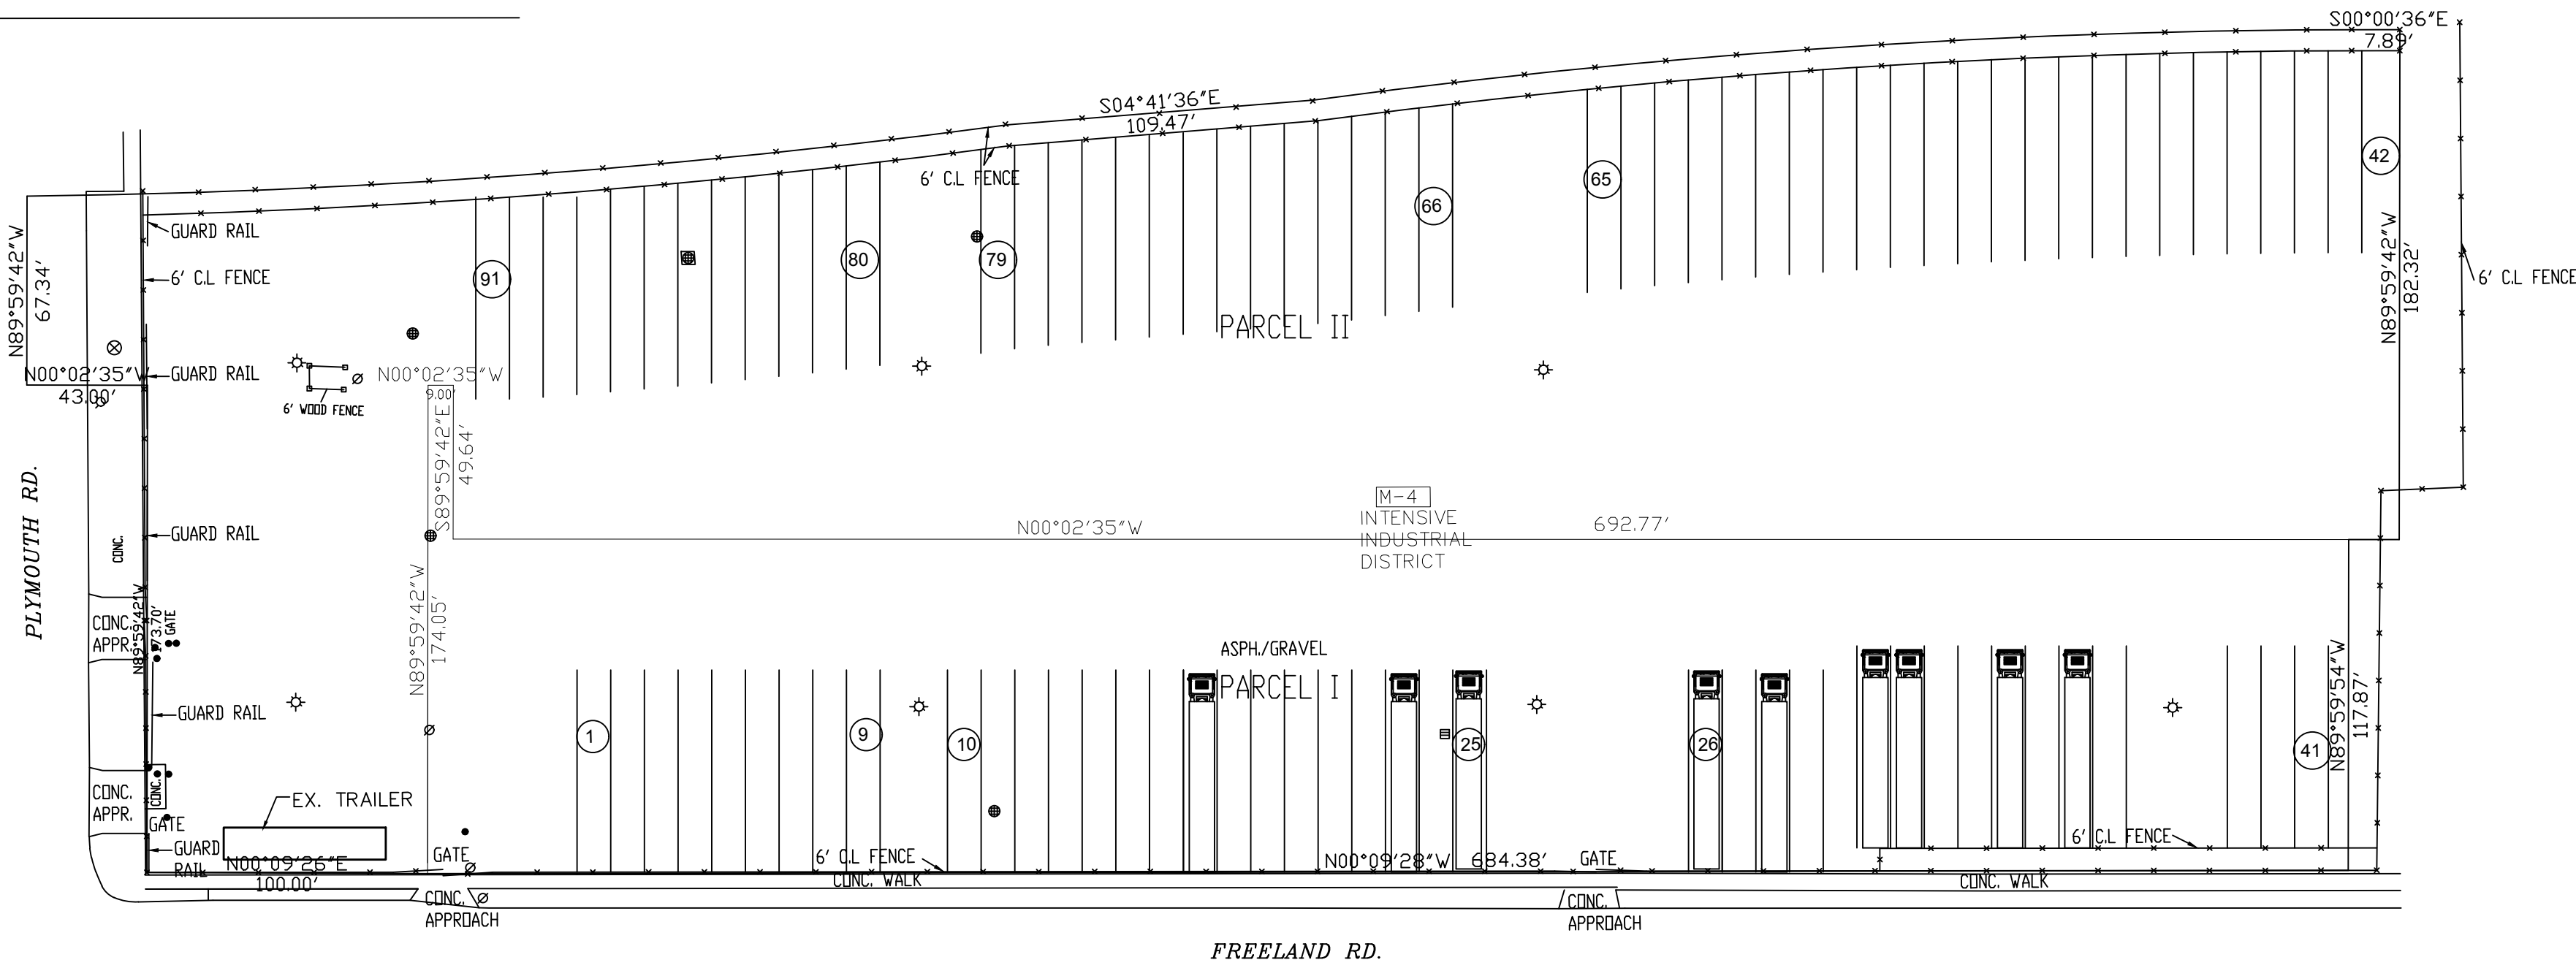 S00°00'36"E
7.89'
S04°41'36"E
109.47'
6' C.L FENCE
42
65
66
79
80
91
GUARD RAIL
6' C.L FENCE
N89°59'42"W
67.34'
N89°59'42"W
182.32'
6' C.L FENCE
PARCEL II
N00°02'35"W
43.00'
GUARD RAIL
6' WOOD FENCE
N00°02'35"W
9.00'
S89°59'42"E
49.64'
M-4
INTENSIVE
INDUSTRIAL
DISTRICT
N00°02'35"W
692.77'
PLYMOUTH RD.
CONC.
GUARD RAIL
N89°59'42"W
174.05'
CONC.
APPR.
N89°59'42"W
173.70'
GATE
ASPH./GRAVEL
PARCEL I
GUARD RAIL
1
9
10
25
26
41
N89°59'54"W
117.87'
CONC.
APPR.
CONC.
EX. TRAILER
GATE
GUARD
RAIL
N00°09'26"E
100.00'
GATE
6' C.L FENCE
CONC. WALK
N00°09'28"W
684.38'
GATE
6' C.L FENCE
CONC. WALK
CONC.
APPROACH
CONC.
APPROACH
FREELAND RD.